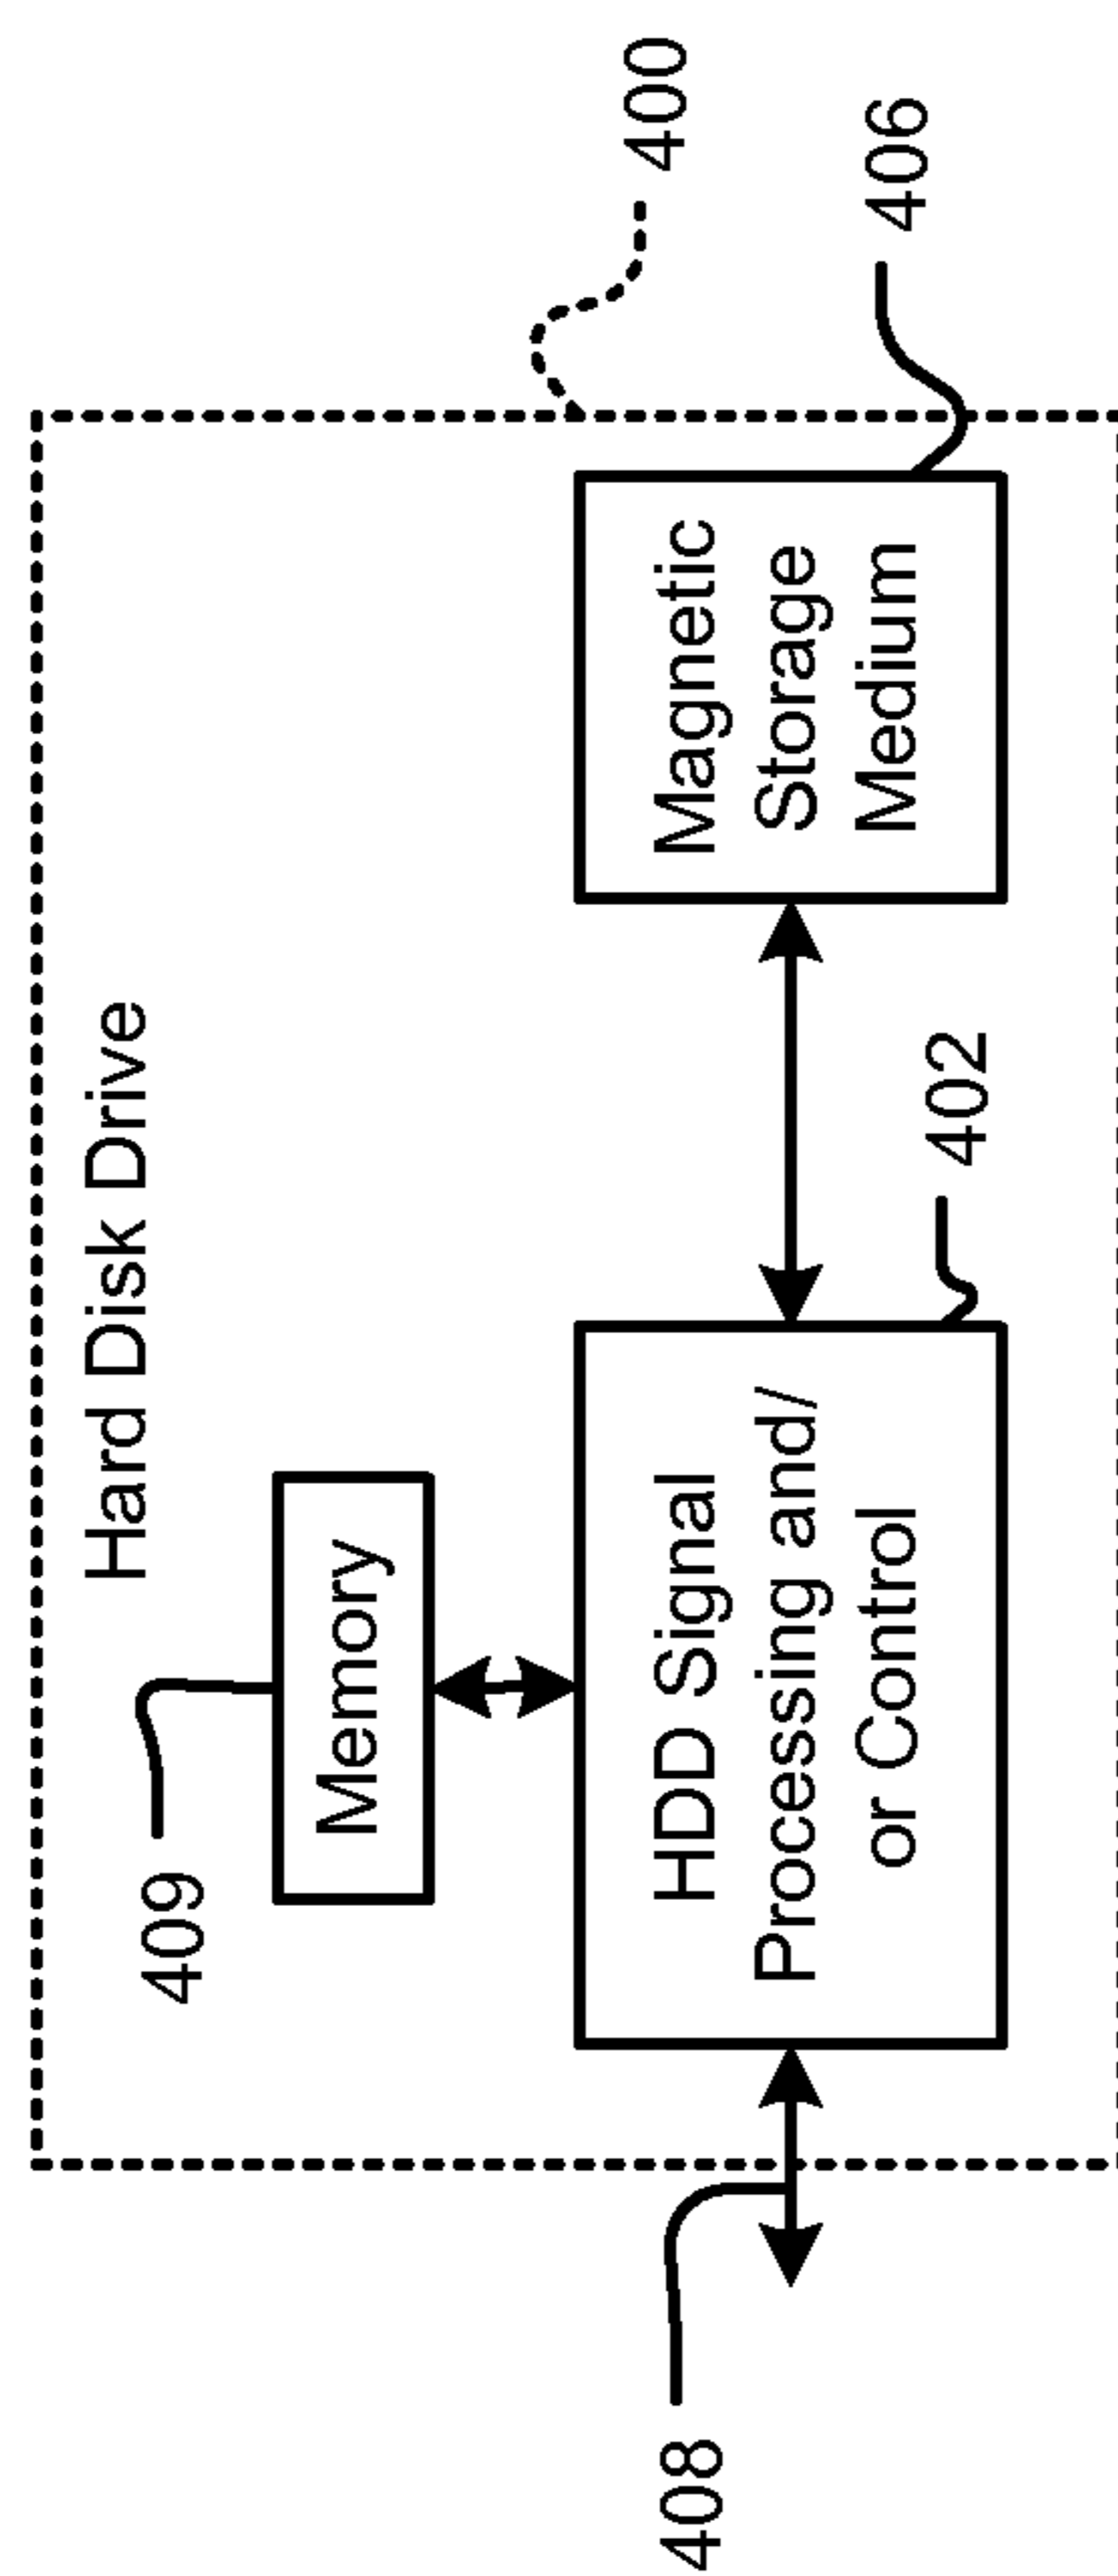 Hard Disk Drive
409
Memory
400
408
HDD Signal
Processing and/
or Control
Magnetic
Storage
Medium
406
402